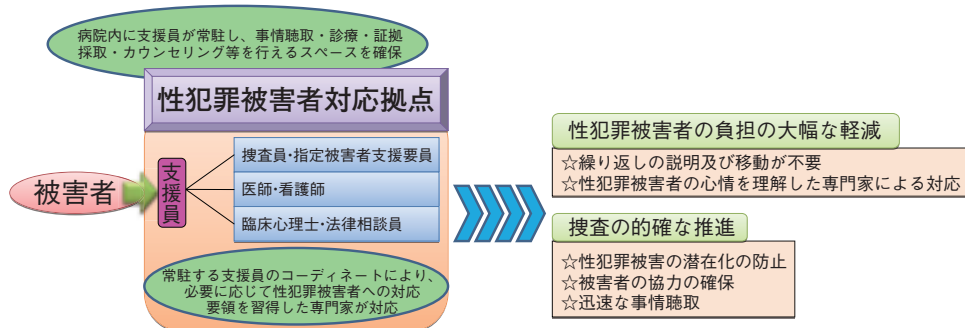 病院内に支援員が常駐し、事情聴取・診療・証拠
採取・カウンセリング等を行えるスペースを確保
性犯罪被害者対応拠点
被害者
支援員
捜査員・指定被害者支援要員
医師・看護師
臨床心理士・法律相談員
常駐する支援員のコーディネートにより、
必要に応じて性犯罪被害者への対応
要領を習得した専門家が対応
性犯罪被害者の負担の大幅な軽減
☆繰り返しの説明及び移動が不要
☆性犯罪被害者の心情を理解した専門家による対応
捜査の的確な推進
☆性犯罪被害の潜在化の防止
☆被害者の協力の確保
☆迅速な事情聴取